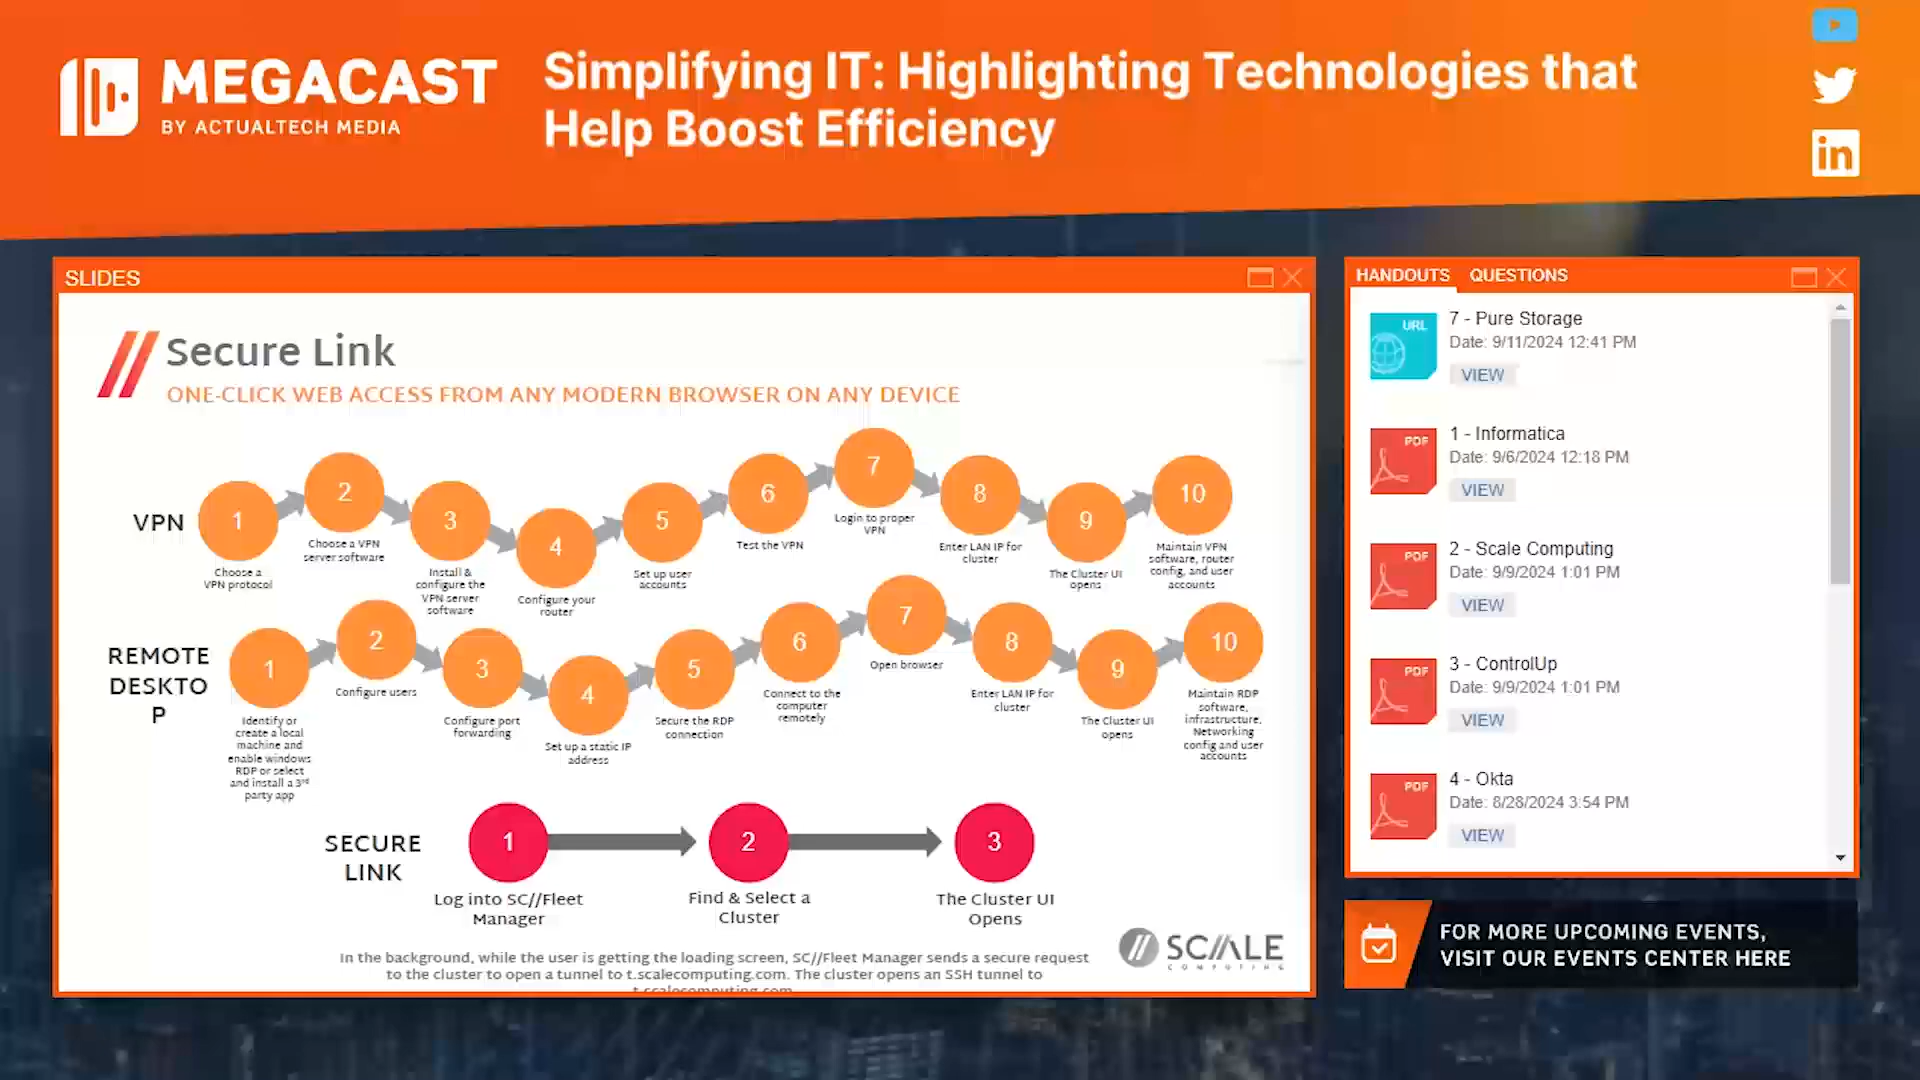 MEGACAST
BY ACTUALTECH MEDIA
Simplifying IT: Highlighting Technologies that
Help Boost Efficiency
in
SLIDES
Secure Link
ONE-CLICK WEB ACCESS FROM ANY MODERN BROWSER ON ANY DEVICE
VPN
1
Choose a
VPN protocol
2
Choose a VPN
server software
3
Install &
configure the
VPN server
software
4
Configure your
router
5
Set up user
accounts
6
Test the VPN
7
Login to proper
VPN
8
Enter LAN IP for
cluster
9
The Cluster UI
opens
10
Maintain VPN
software, router
config, and user
accounts
REMOTE
DESKTO
P
1
Identify or
create a local
machine and
enable windows
RDP or select
and install a 3rd
party app
2
Configure users
3
Configure port
forwarding
4
Set up a static IP
address
5
Secure the RDP
connection
6
Connect to the
computer
remotely
7
Open browser
8
Enter LAN IP for
cluster
9
The Cluster UI
opens
10
Maintain RDP
software,
infrastructure,
Networking
config and user
accounts
SECURE
LINK
1
Log into SC//Fleet
Manager
2
Find & Select a
Cluster
3
The Cluster UI
Opens
In the background, while the user is getting the loading screen, SC//Fleet Manager sends a secure request
to the cluster to open a tunnel to t.scalecomputing.com. The cluster opens an SSH tunnel to
t.scalecomputing.com
SCALE
COMPUTING
HANDOUTS QUESTIONS
URL
7 - Pure Storage
Date: 9/11/2024 12:41 PM
VIEW
PDF
1 - Informatica
Date: 9/6/2024 12:18 PM
VIEW
PDF
2 - Scale Computing
Date: 9/9/2024 1:01 PM
VIEW
PDF
3 - ControlUp
Date: 9/9/2024 1:01 PM
VIEW
PDF
4 - Okta
Date: 8/28/2024 3:54 PM
VIEW
FOR MORE UPCOMING EVENTS,
VISIT OUR EVENTS CENTER HERE